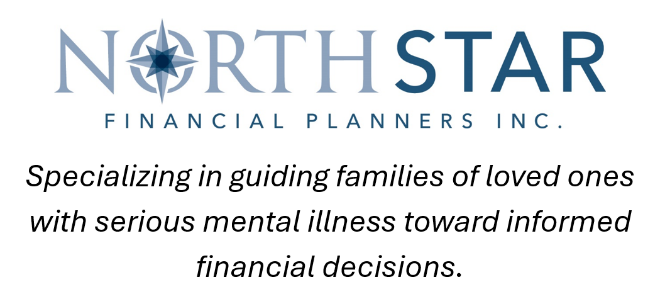 NORTHSTAR
FINANCIAL PLANNERS INC.
Specializing in guiding families of loved ones
with serious mental illness toward informed
financial decisions.